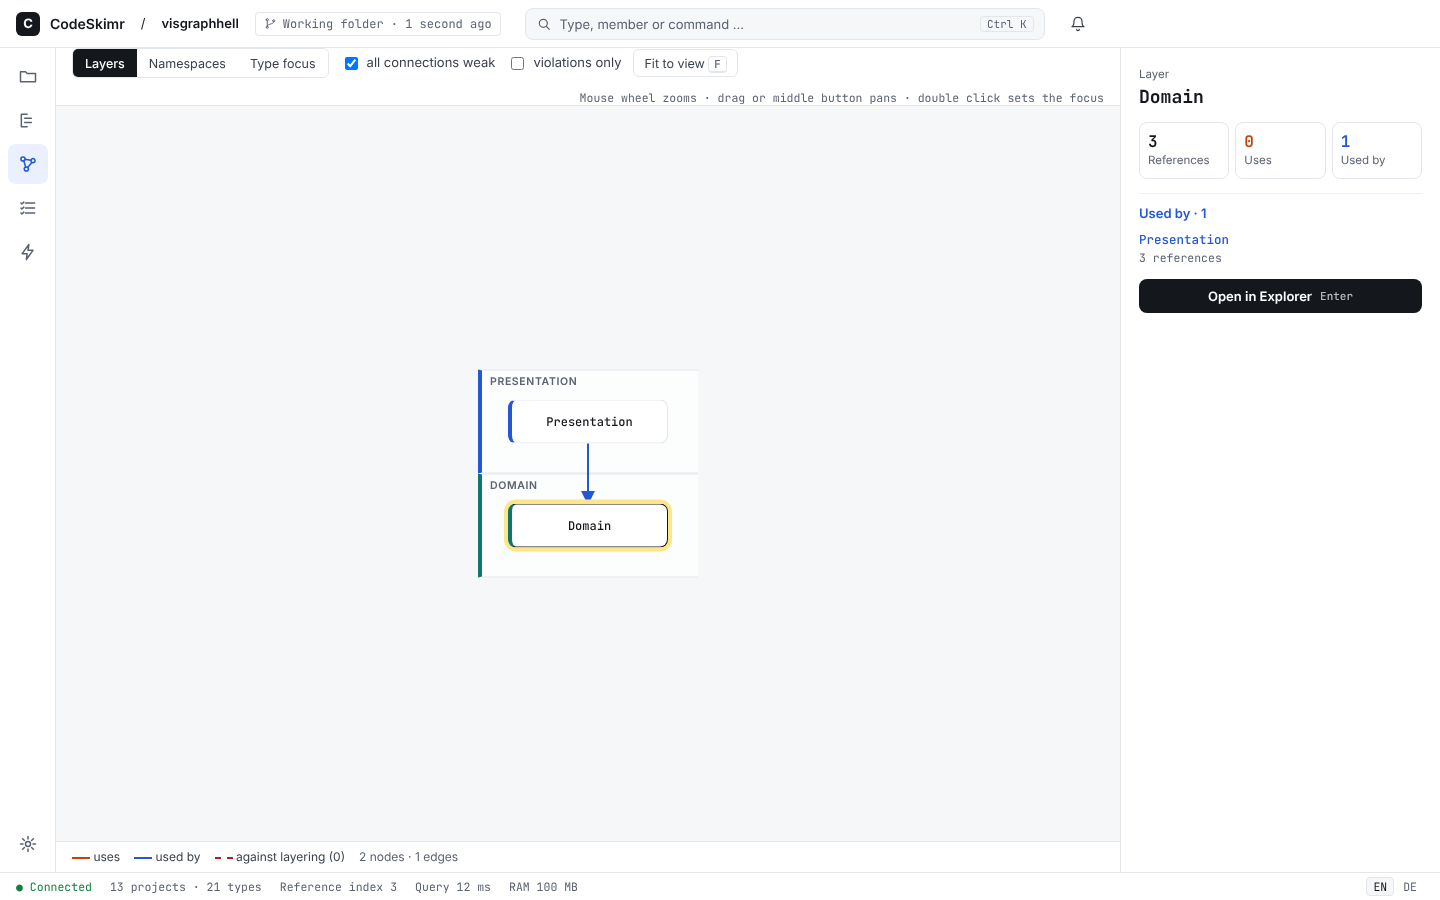 C CodeSkimr / visgraphhell Working folder · 1 second ago Type, member or command ... Ctrl K
Layers Namespaces Type focus all connections weak violations only Fit to view F
Mouse wheel zooms · drag or middle button pans · double click sets the focus
PRESENTATION
Presentation
DOMAIN
Domain
Layer
Domain
3 0 1
References Uses Used by
Used by · 1
Presentation
3 references
Open in Explorer Enter
uses used by against layering (0) 2 nodes · 1 edges
Connected 13 projects · 21 types Reference index 3 Query 12 ms RAM 100 MB EN DE